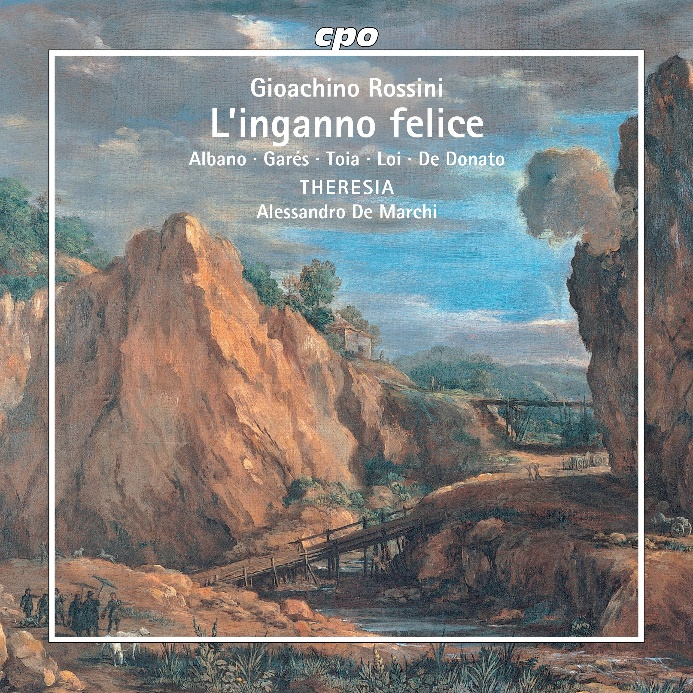 cpo
Gioachino Rossini
L'inganno felice
Albano · Garés · Toia · Loi · De Donato
THERESIA
Alessandro De Marchi